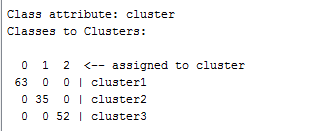 Class attribute: cluster
Classes to Clusters:
0 1 2 <-- assigned to cluster
63 0 0 | cluster1
0 35 0 | cluster2
0 0 52 | cluster3